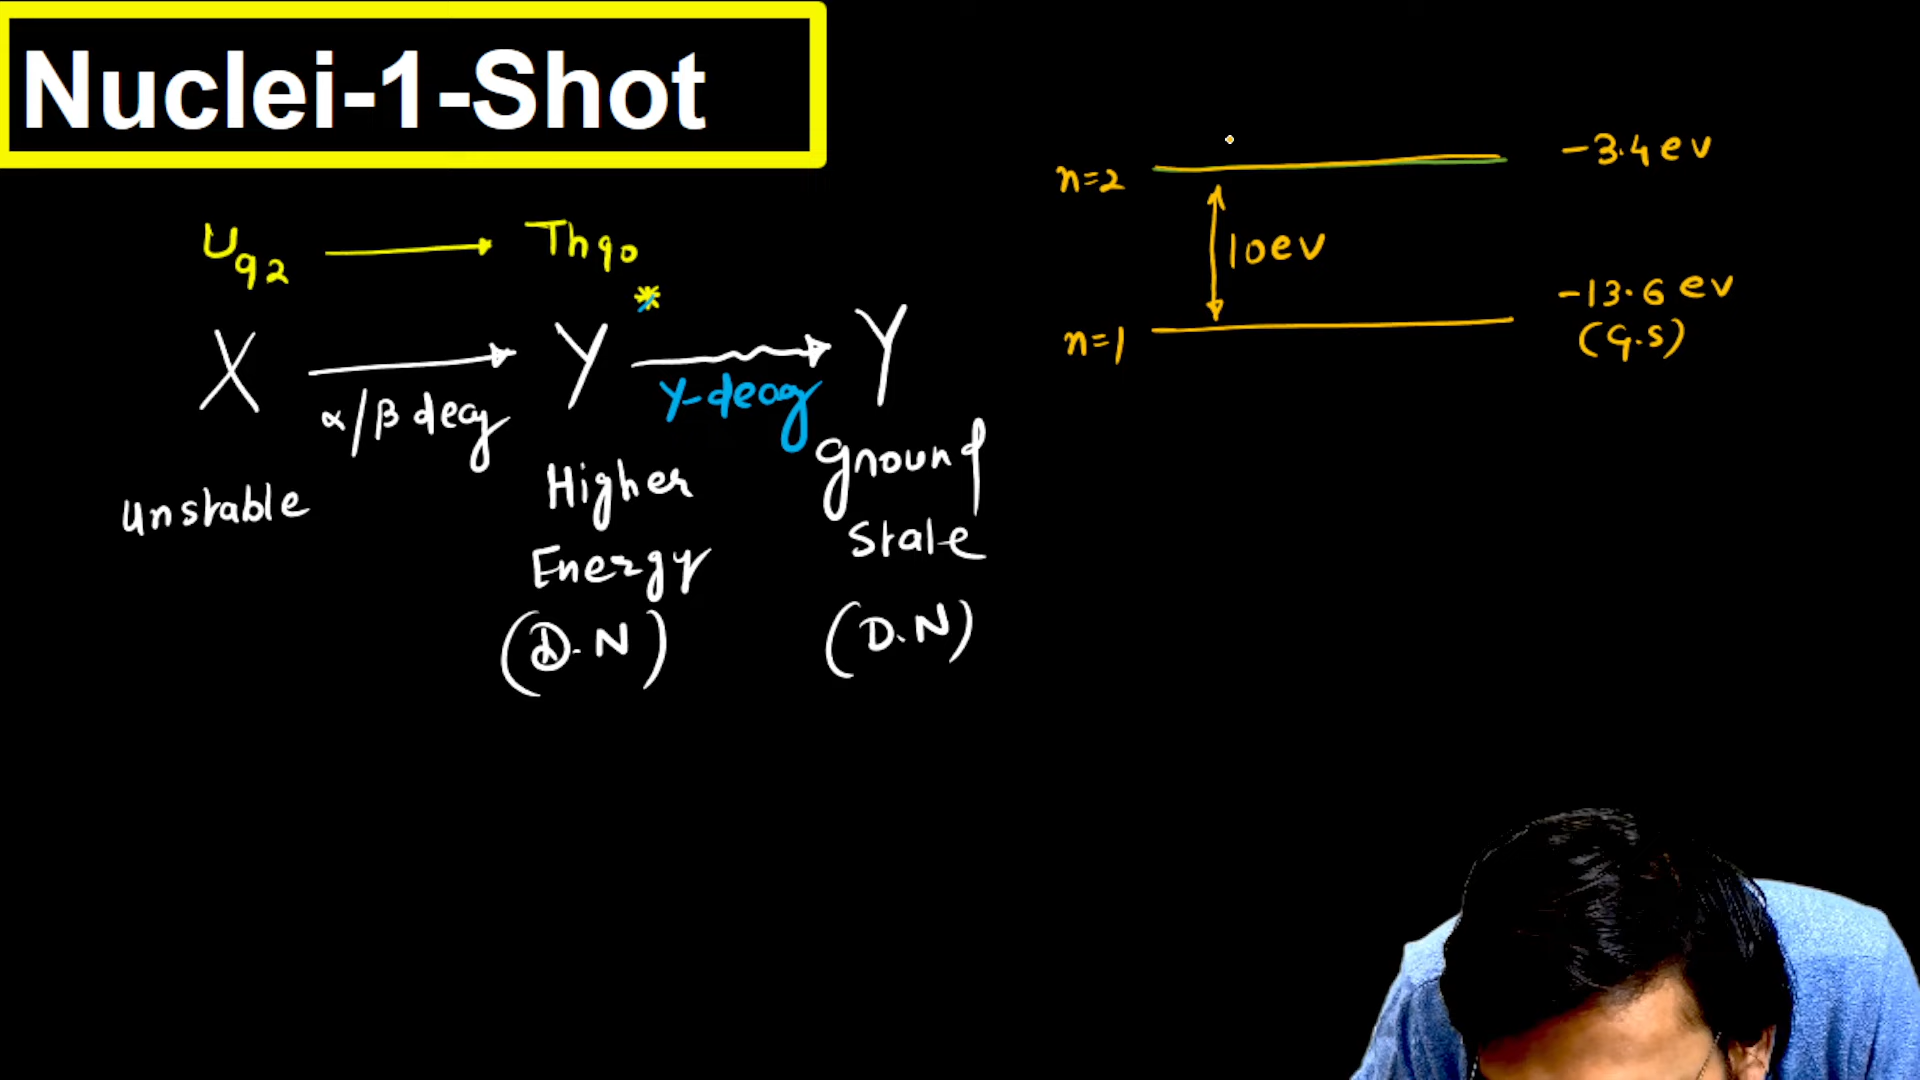 Nuclei-1-Shot
U92 → Th90
X → Y* → Y
α/β decy
γ-decay
Unstable
Higher
Energy
(D.N)
ground
State
(D.N)
n=2
-3.4 ev
10 ev
n=1
-13.6 ev
(G.S)